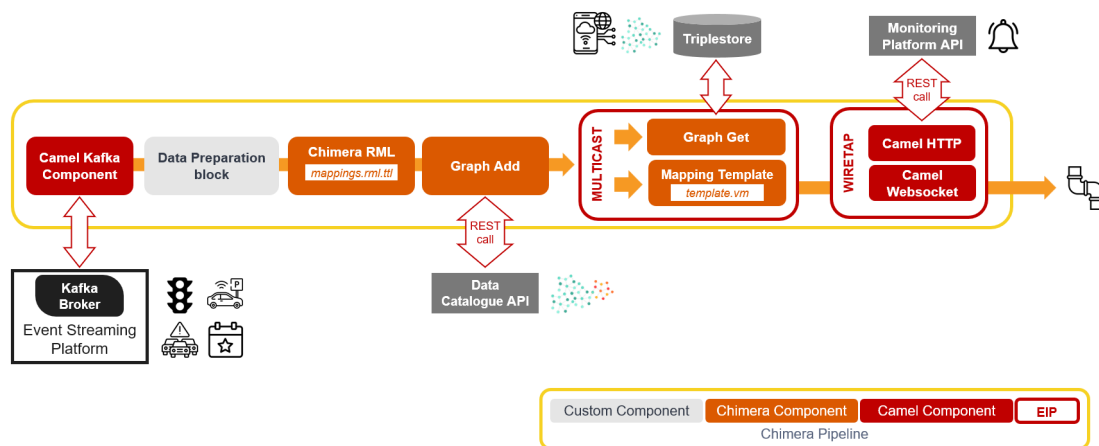 Triplestore
Monitoring
Platform API
REST
call
Camel Kafka
Component
Data Preparation
block
Chimera RML
mappings.rml.ttl
Graph Add
MULTICAST
Graph Get
Mapping Template
template.vm
WIRETAP
Camel HTTP
Camel
Websocket
REST
call
Kafka
Broker
Event Streaming
Platform
P
Data
Catalogue API
Custom Component
Chimera Component
Camel Component
EIP
Chimera Pipeline